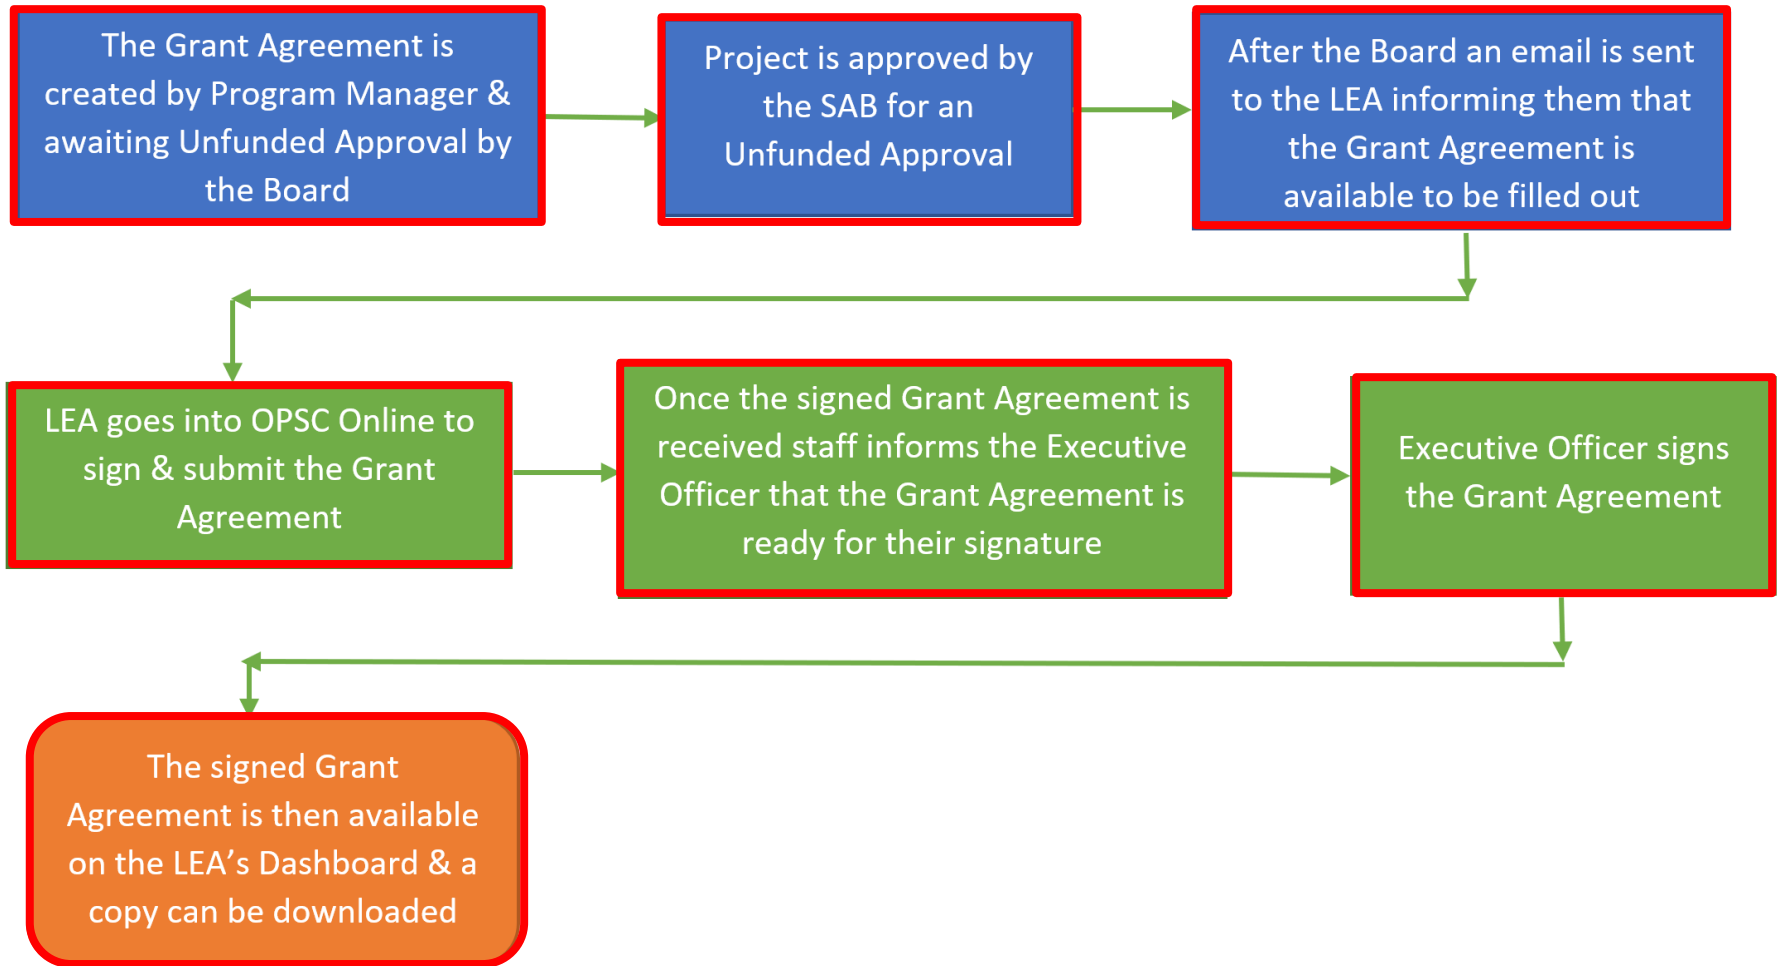 The Grant Agreement is
created by Program Manager &
awaiting Unfunded Approval by
the Board
Project is approved by
the SAB for an
Unfunded Approval
After the Board an email is sent
to the LEA informing them that
the Grant Agreement is
available to be filled out
LEA goes into OPSC Online to
sign & submit the Grant
Agreement
Once the signed Grant Agreement is
received staff informs the Executive
Officer that the Grant Agreement is
ready for their signature
Executive Officer signs
the Grant Agreement
The signed Grant
Agreement is then available
on the LEA’s Dashboard & a
copy can be downloaded